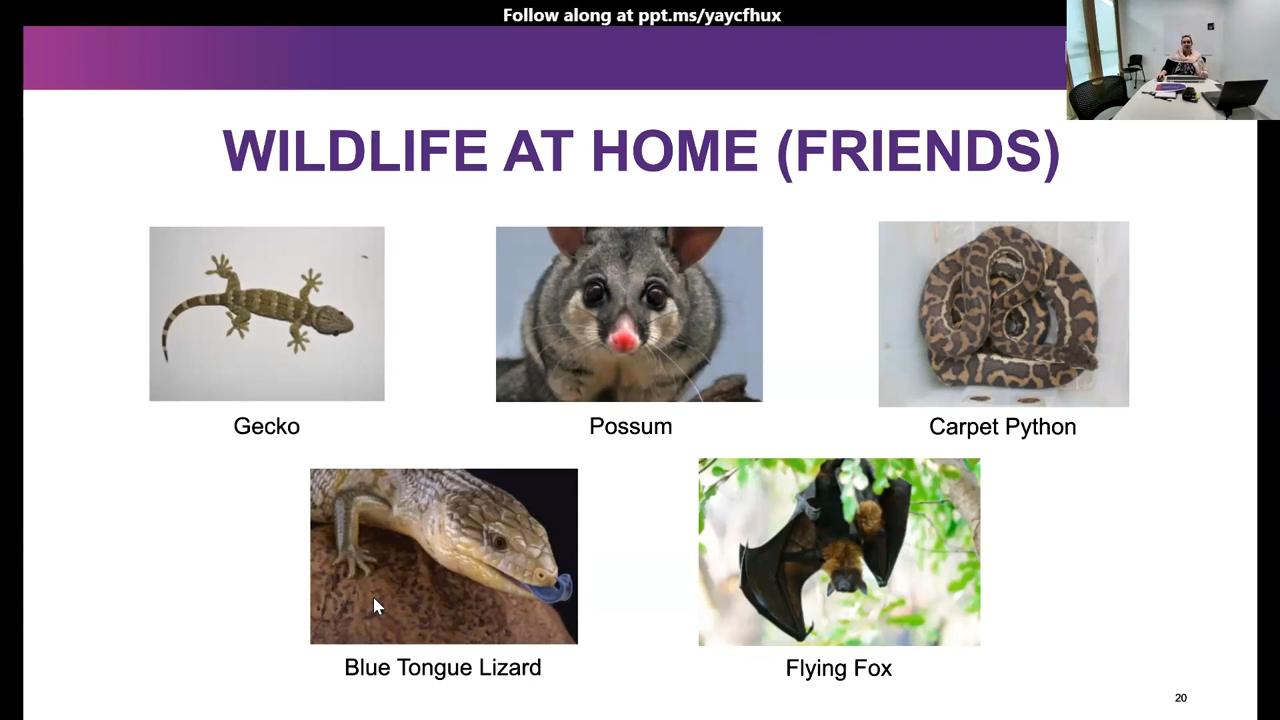 Follow along at ppt.ms/yaycfhux
WILDLIFE AT HOME (FRIENDS)
Gecko
Possum
Carpet Python
Blue Tongue Lizard
Flying Fox
20